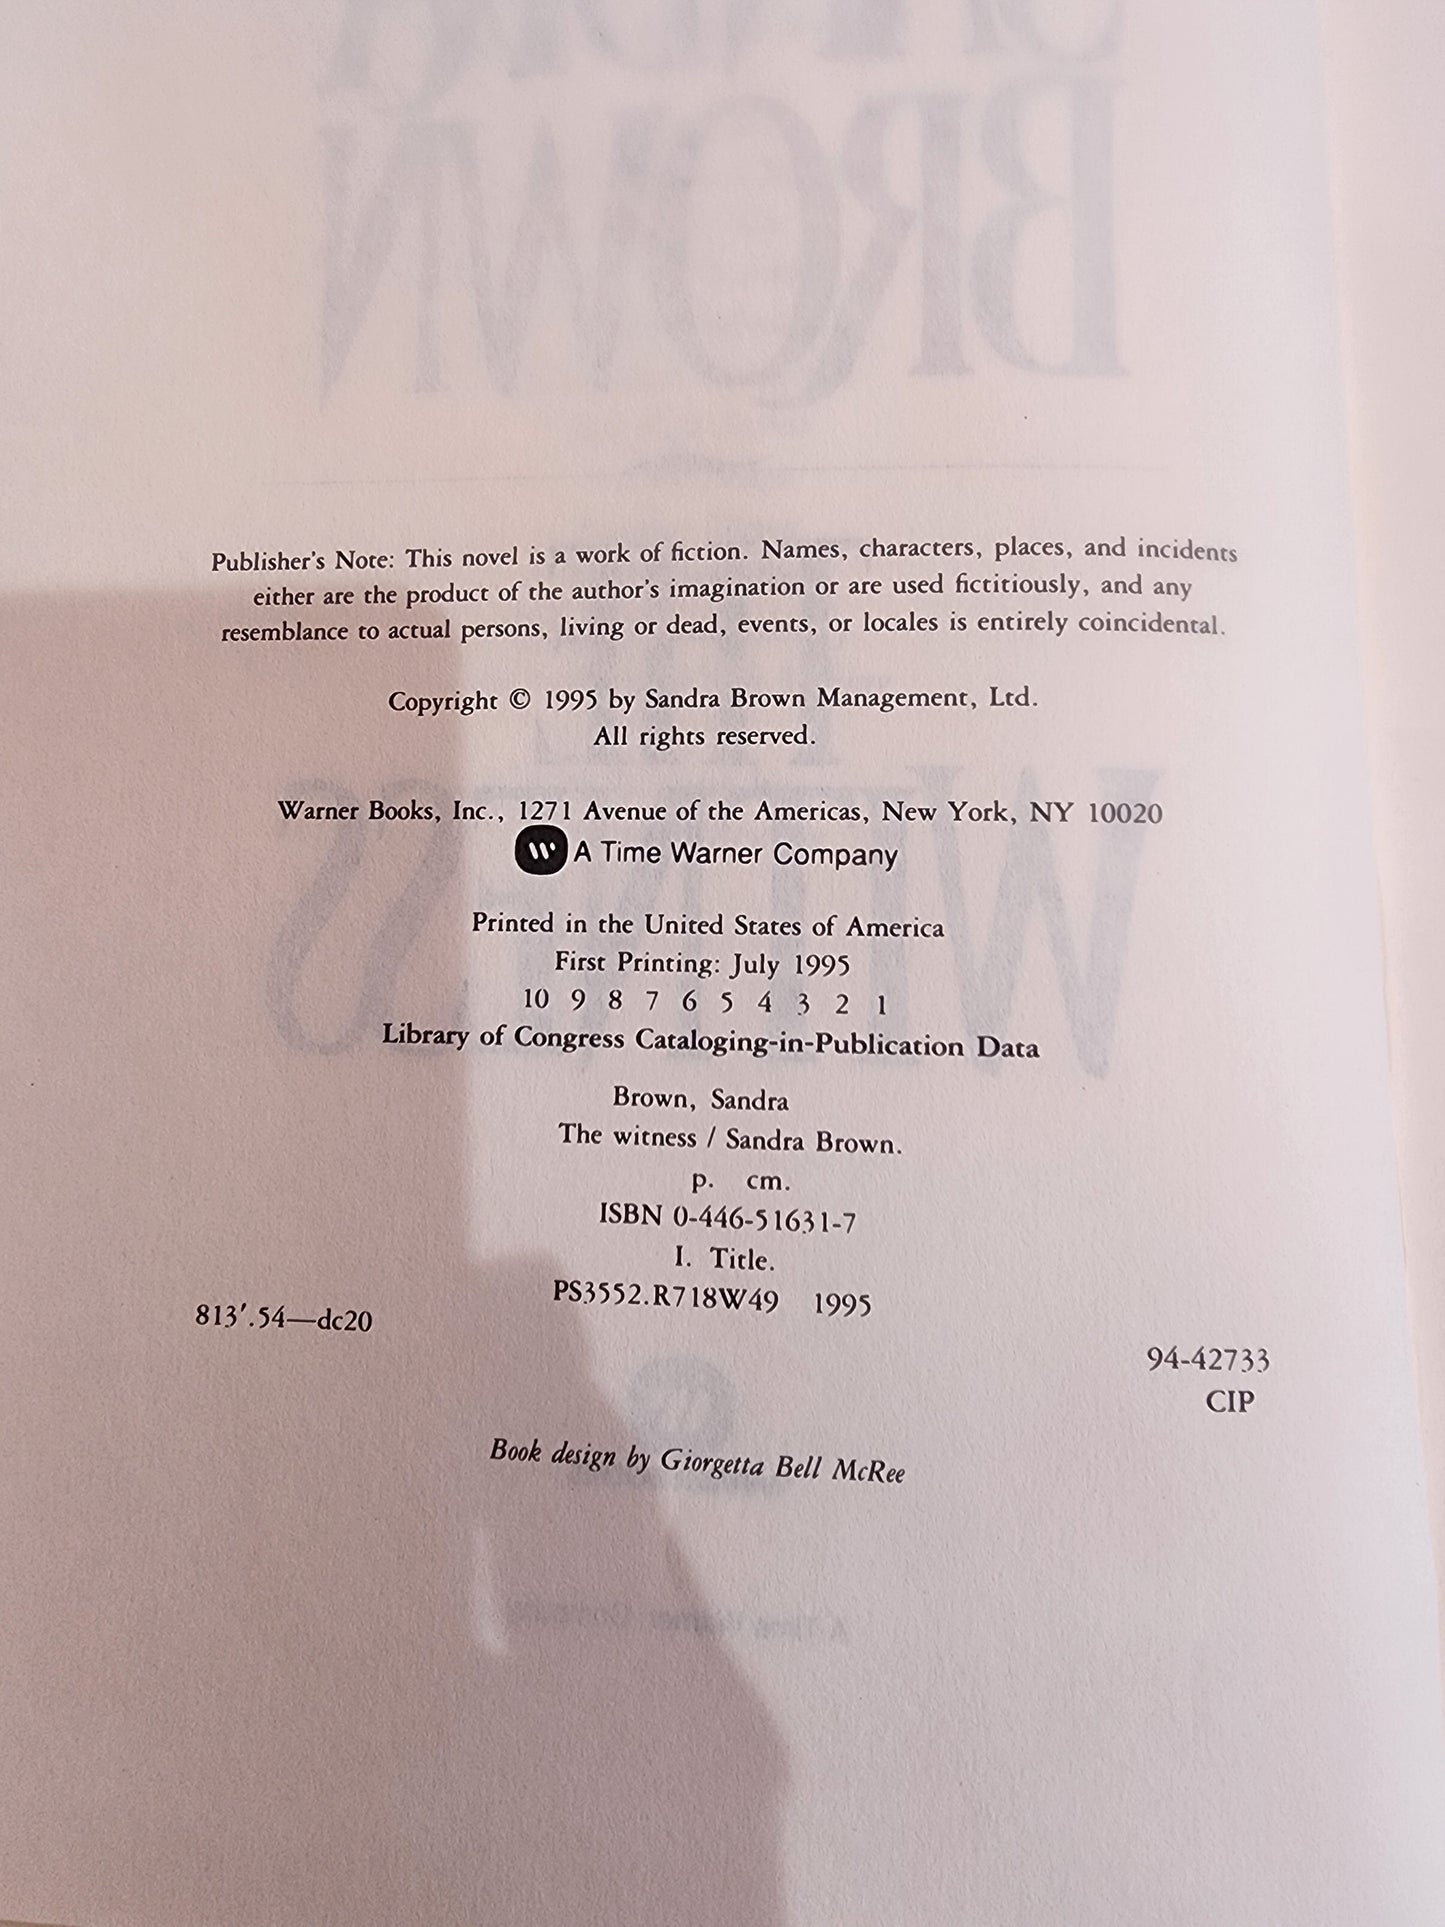 Publisher's Note: This novel is a work of fiction. Names, characters, places, and incidents
either are the product of the author's imagination or are used fictitiously, and any
resemblance to actual persons, living or dead, events, or locales is entirely coincidental.
Copyright © 1995 by Sandra Brown Management, Ltd.
All rights reserved.
Warner Books, Inc., 1271 Avenue of the Americas, New York, NY 10020
W A Time Warner Company
Printed in the United States of America
First Printing: July 1995
10 9 8 7 6 5 4 3 2 1
Library of Congress Cataloging-in-Publication Data
Brown, Sandra
The witness / Sandra Brown.
p. cm.
ISBN 0-446-51631-7
I. Title.
PS3552.R718W49 1995
813'.54—dc20
94-42733
CIP
Book design by Giorgetta Bell McRee